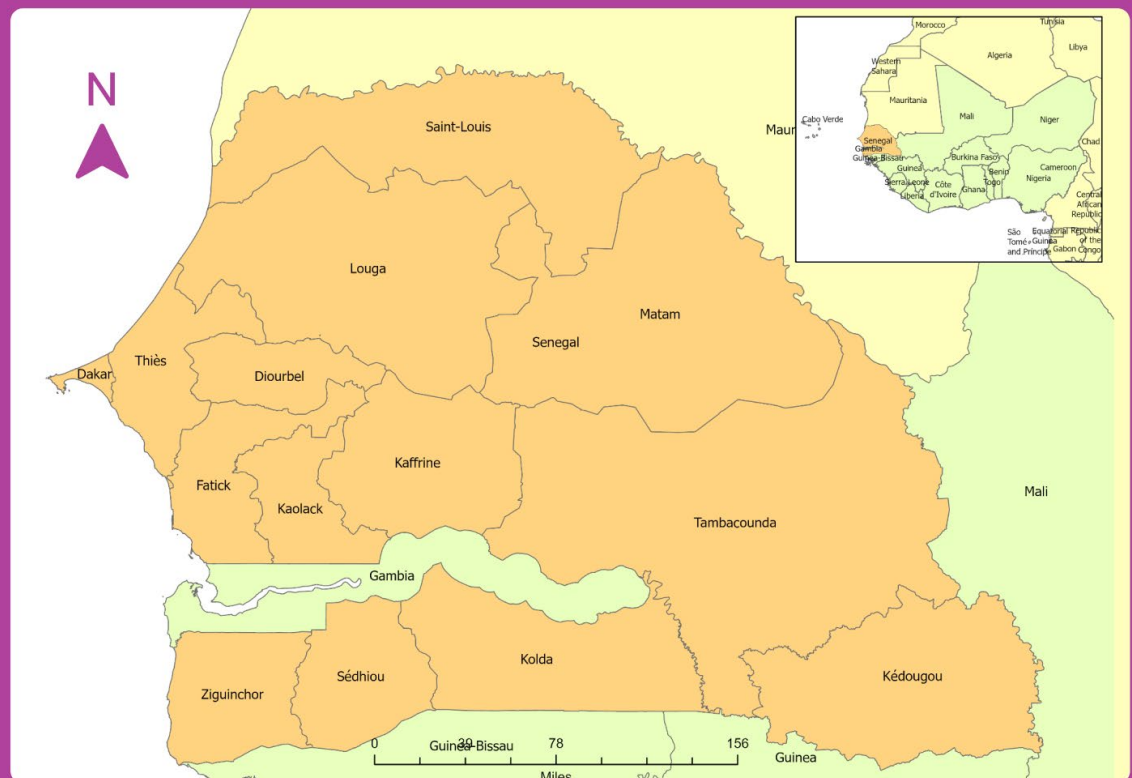 N
Saint-Louis
Maur
Louga
Matam
Senegal
Thiès
Dakar
Diourbel
Kaffrine
Fatick
Kaolack
Mali
Tambacounda
Gambia
Kolda
Sédhiou
Kédougou
Ziguinchor
0 39 78 156
Guinea-Bissau
Guinea
Miles
Morocco
Tunisia
Algeria
Libya
Western
Sahara
Mauritania
Cabo Verde
Mali
Niger
Senegal
Gambia
Guinea-Bissau
Chad
Burkina Faso
Guinea
Benin
Togo
Cameroon
Nigeria
Sierra Leone
Côte
d'Ivoire
Ghana
Liberia
Central
African
Republic
São
Tomé
and Príncipe
Equatorial
Guinea
Gabon
Republic
of the
Congo